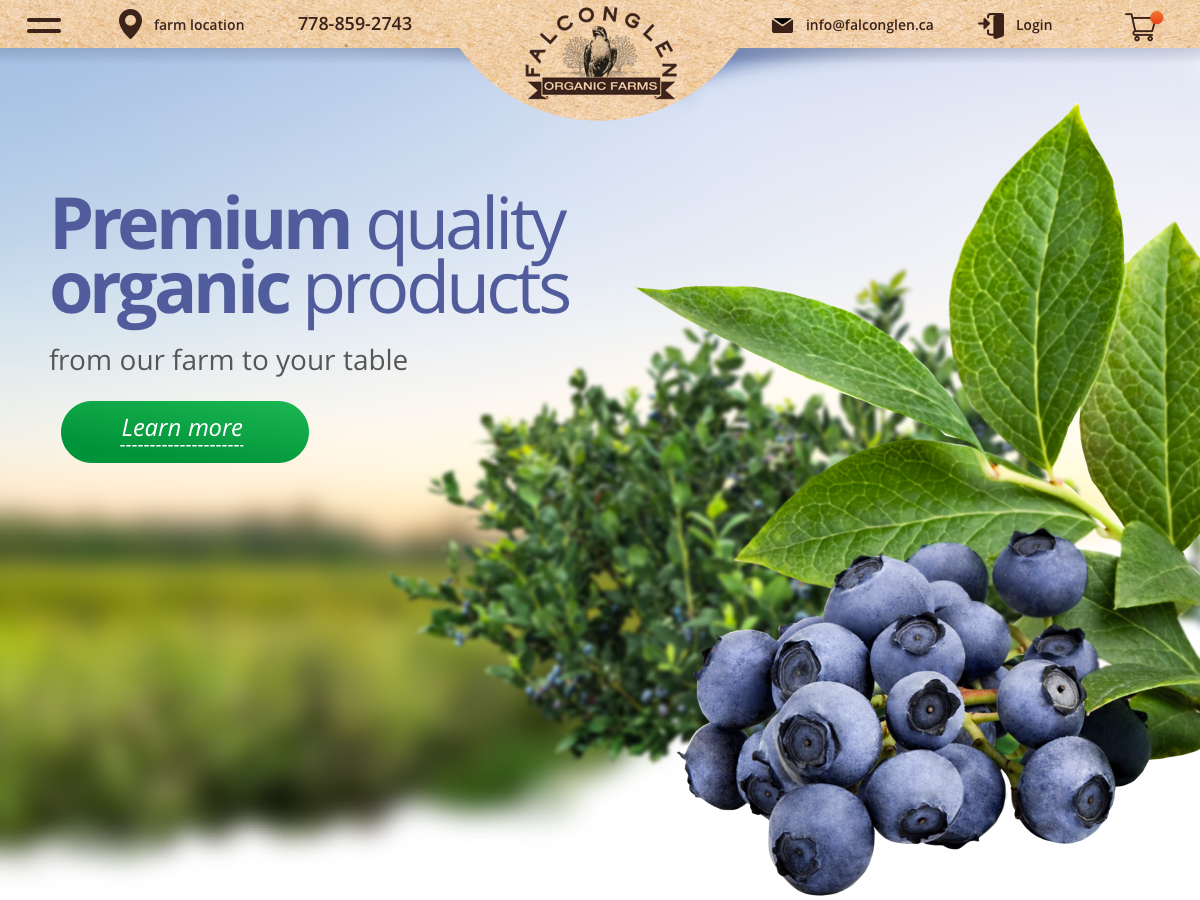 farm location
778-859-2743
FALCONGLEN
ORGANIC FARMS
info@falconglen.ca
Login
Premium quality
organic products
from our farm to your table
Learn more